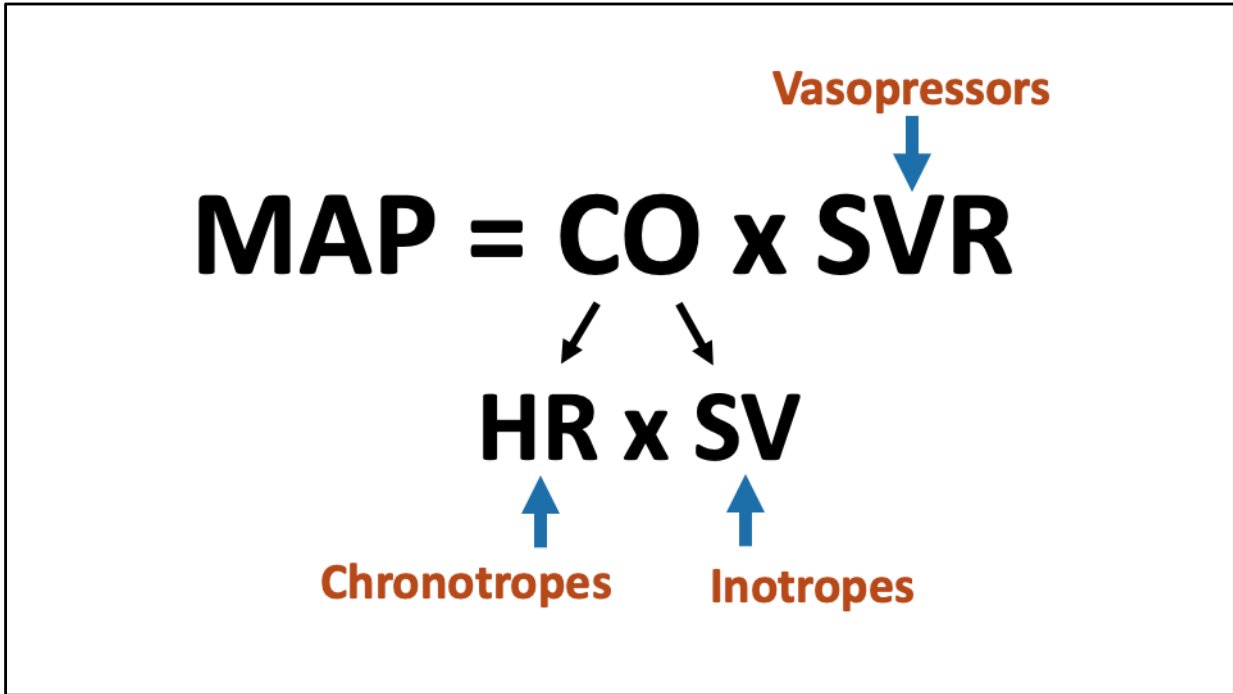 Vasopressors
MAP = CO x SVR
HR x SV
Chronotropes
Inotropes